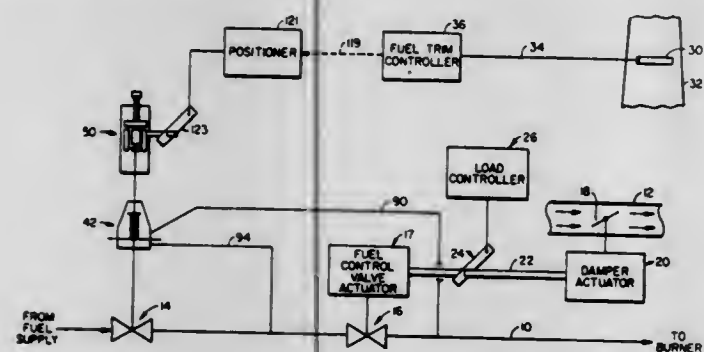 121
POSITIONER
119
36
FUEL TRIM
CONTROLLER
34
30
32
50
123
26
LOAD
CONTROLLER
18
12
42
90
94
17
FUEL
CONTROL
VALVE
ACTUATOR
24
22
20
DAMPER
ACTUATOR
14
16
10
FROM
FUEL
SUPPLY
TO
BURNER